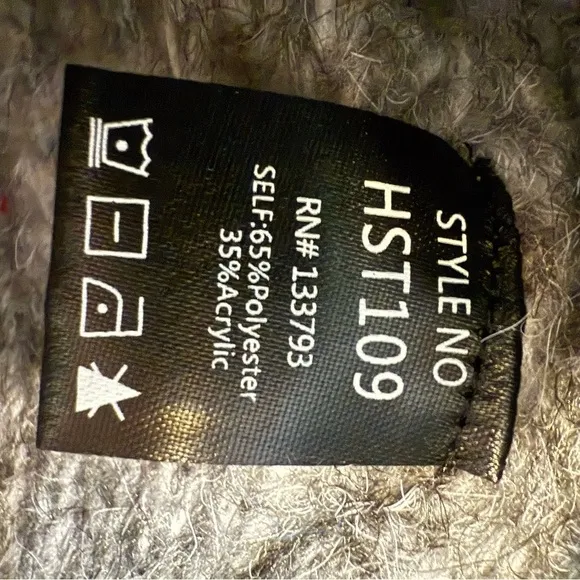 STYLE NO
HST109
RN# 133793
SELF:65%Polyester
35%Acrylic